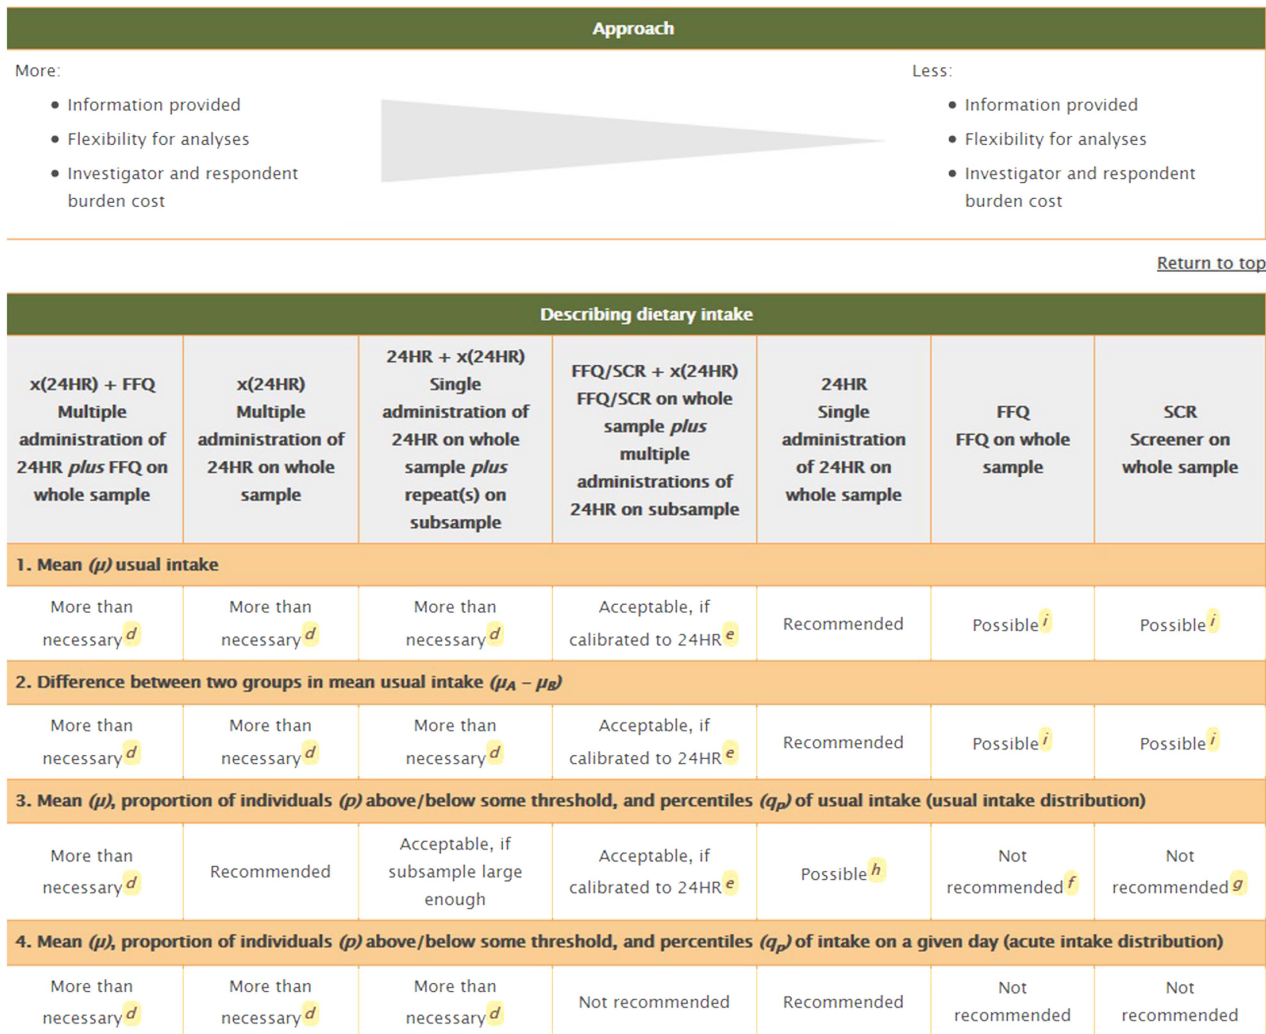 Approach
More:
• Information provided
• Flexibility for analyses
• Investigator and respondent
burden cost
Less:
• Information provided
• Flexibility for analyses
• Investigator and respondent
burden cost
Return to top
Describing dietary intake
x(24HR) + FFQ
Multiple
administration of
24HR plus FFQ on
whole sample
x(24HR)
Multiple
administration of
24HR on whole
sample
24HR + x(24HR)
Single
administration of
24HR on whole
sample plus
repeat(s) on
subsample
FFQ/SCR + x(24HR)
FFQ/SCR on whole
sample plus
multiple
administrations of
24HR on subsample
24HR
Single
administration
of 24HR on
whole sample
FFQ
FFQ on whole
sample
SCR
Screener on
whole sample
1. Mean (μ) usual intake
More than
necessary d
More than
necessary d
More than
necessary d
Acceptable, if
calibrated to 24HR e
Recommended
Possible i
Possible i
2. Difference between two groups in mean usual intake (μA – μB)
More than
necessary d
More than
necessary d
More than
necessary d
Acceptable, if
calibrated to 24HR e
Recommended
Possible i
Possible i
3. Mean (μ), proportion of individuals (p) above/below some threshold, and percentiles (qp) of usual intake (usual intake distribution)
More than
necessary d
Recommended
Acceptable, if
subsample large
enough
Acceptable, if
calibrated to 24HR e
Possible h
Not
recommended f
Not
recommended g
4. Mean (μ), proportion of individuals (p) above/below some threshold, and percentiles (qp) of intake on a given day (acute intake distribution)
More than
necessary d
More than
necessary d
More than
necessary d
Not recommended
Recommended
Not
recommended
Not
recommended